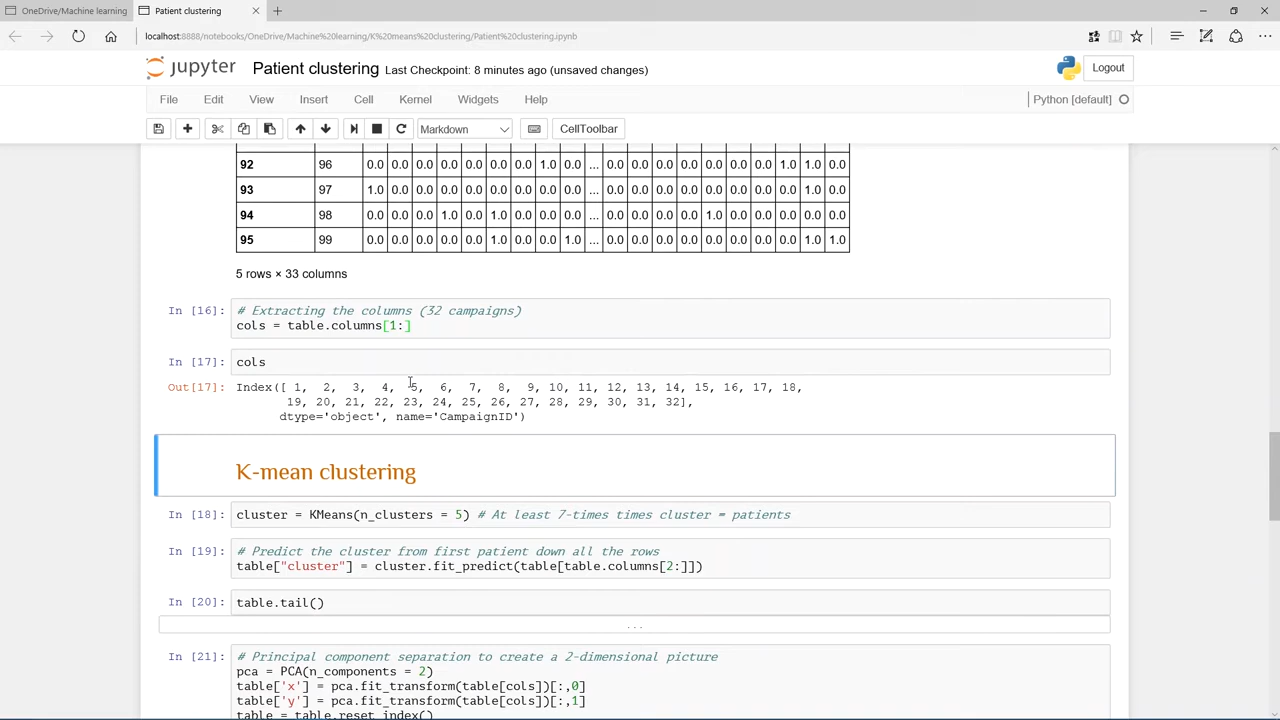 OneDrive/Machine learning
Patient clustering
localhost:8888/notebooks/OneDrive/Machine%20learning/K%20means%20clustering/Patient%20clustering.ipynb
jupyter Patient clustering Last Checkpoint: 8 minutes ago (unsaved changes)
Logout
File Edit View Insert Cell Kernel Widgets Help
Python [default]
Markdown
CellToolbar
92 96 0.0 0.0 0.0 0.0 0.0 0.0 0.0 1.0 0.0 ... 0.0 0.0 0.0 0.0 0.0 0.0 0.0 1.0 1.0 0.0
93 97 1.0 0.0 0.0 0.0 0.0 0.0 0.0 0.0 0.0 ... 0.0 0.0 0.0 0.0 0.0 0.0 0.0 0.0 1.0 0.0
94 98 0.0 0.0 0.0 1.0 0.0 1.0 0.0 0.0 0.0 ... 0.0 0.0 0.0 0.0 1.0 0.0 0.0 0.0 0.0 0.0
95 99 0.0 0.0 0.0 0.0 0.0 1.0 0.0 0.0 1.0 ... 0.0 0.0 0.0 0.0 0.0 0.0 0.0 0.0 1.0 1.0
5 rows × 33 columns
In [16]: # Extracting the columns (32 campaigns)
cols = table.columns[1:]
In [17]: cols
Out[17]: Index([ 1, 2, 3, 4, 5, 6, 7, 8, 9, 10, 11, 12, 13, 14, 15, 16, 17, 18,
19, 20, 21, 22, 23, 24, 25, 26, 27, 28, 29, 30, 31, 32],
dtype='object', name='CampaignID')
K-mean clustering
In [18]: cluster = KMeans(n_clusters = 5) # At least 7-times times cluster = patients
In [19]: # Predict the cluster from first patient down all the rows
table["cluster"] = cluster.fit_predict(table[table.columns[2:]])
In [20]: table.tail()
...
In [21]: # Principal component separation to create a 2-dimensional picture
pca = PCA(n_components = 2)
table['x'] = pca.fit_transform(table[cols])[:,0]
table['y'] = pca.fit_transform(table[cols])[:,1]
table = table.reset_index()